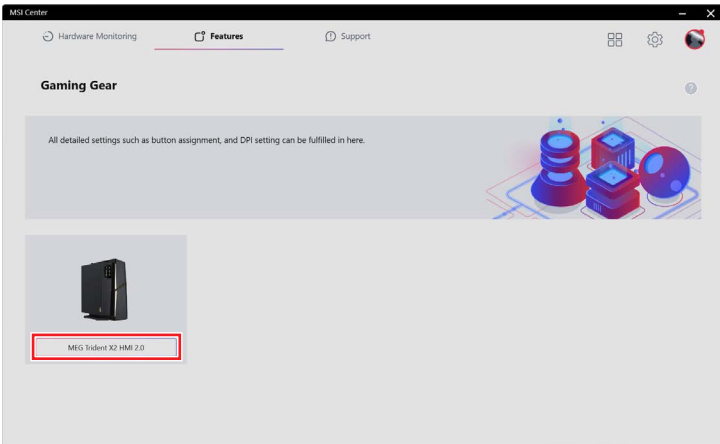 MSI Center
Hardware Monitoring
Features
Support
Gaming Gear
All detailed settings such as button assignment, and DPI setting can be fulfilled in here.
MEG Trident X2 HMI 2.0